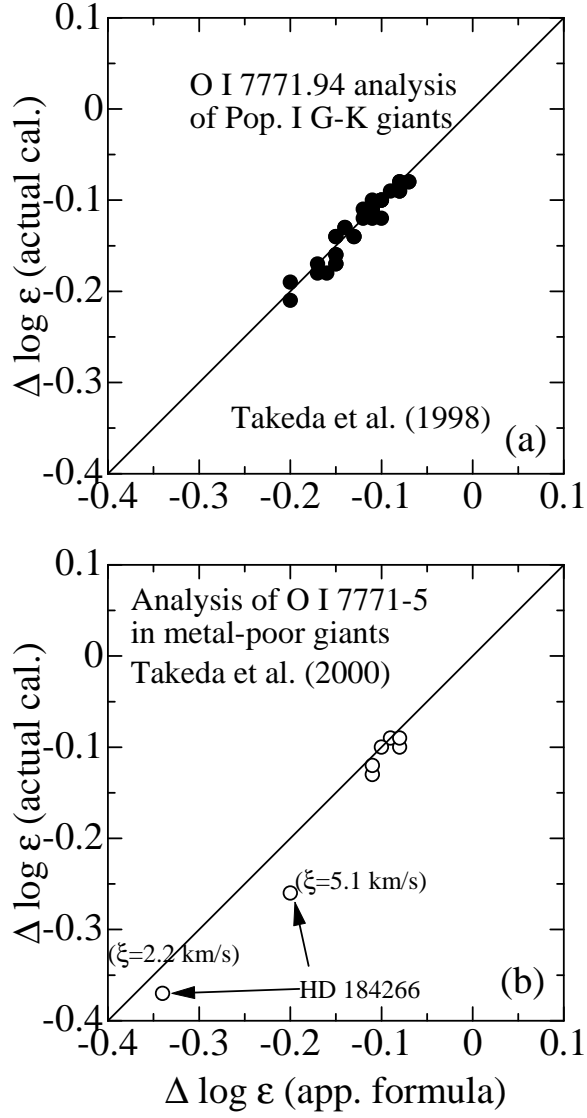 0.1
O I 7771.94 analysis
of Pop. I G-K giants
0
-0.1
-0.2
-0.3
-0.4
Δ log ε (actual cal.)
Takeda et al. (1998)
(a)
-0.4 -0.3 -0.2 -0.1 0 0.1
0.1
Analysis of O I 7771-5
in metal-poor giants
Takeda et al. (2000)
0
-0.1
-0.2
-0.3
-0.4
Δ log ε (actual cal.)
(ξ=5.1 km/s)
(ξ=2.2 km/s)
HD 184266
(b)
-0.4 -0.3 -0.2 -0.1 -0.1 0.1
Δ log ε (app. formula)